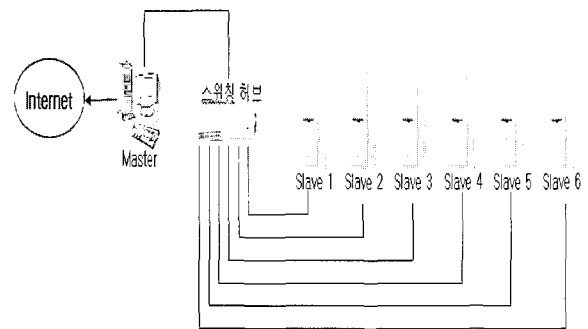 스위칭 허브
Internet
Master
Slave 1
Slave 2
Slave 3
Slave 4
Slave 5
Slave 6